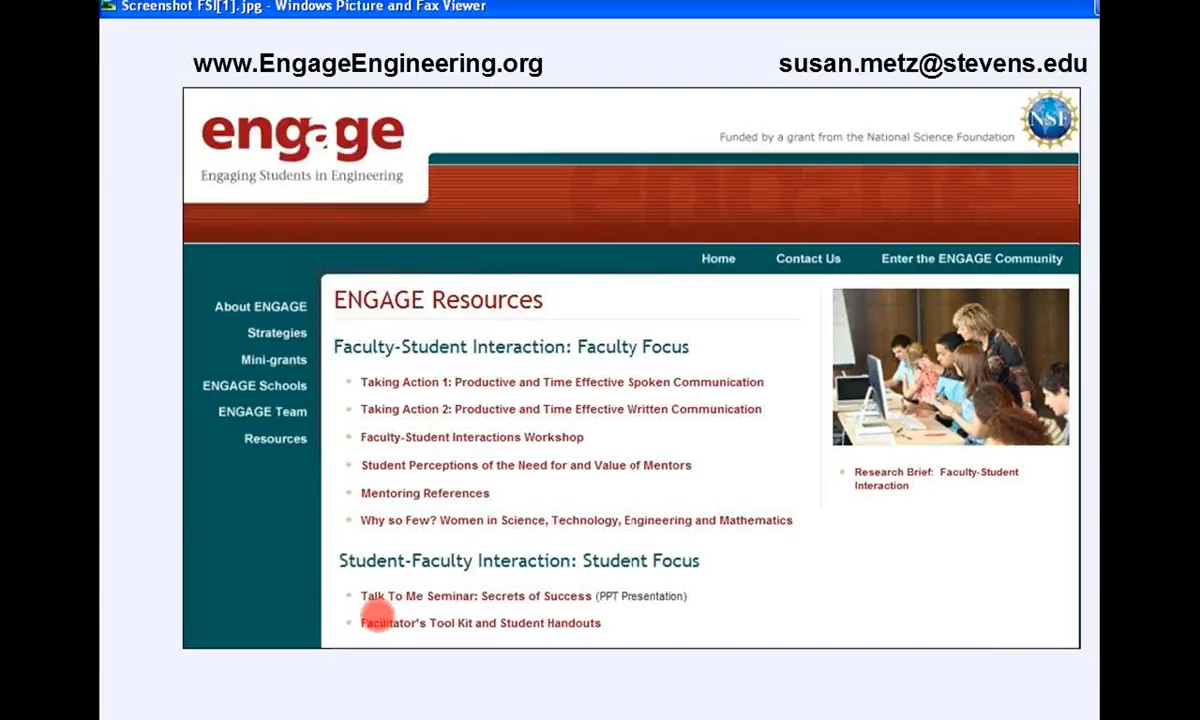 Screenshot FSI[1].jpg - Windows Picture and Fax Viewer
www.EngageEngineering.org
susan.metz@stevens.edu
engage
Engaging Students in Engineering
Funded by a grant from the National Science Foundation
NSF
engage
Home
Contact Us
Enter the ENGAGE Community
About ENGAGE
Strategies
Mini-grants
ENGAGE Schools
ENGAGE Team
Resources
ENGAGE Resources
Faculty-Student Interaction: Faculty Focus
Taking Action 1: Productive and Time Effective Spoken Communication
Taking Action 2: Productive and Time Effective Written Communication
Faculty-Student Interactions Workshop
Student Perceptions of the Need for and Value of Mentors
Mentoring References
Why so Few? Women in Science, Technology, Engineering and Mathematics
Student-Faculty Interaction: Student Focus
Talk To Me Seminar: Secrets of Success (PPT Presentation)
Facilitator's Tool Kit and Student Handouts
Research Brief: Faculty-Student
Interaction